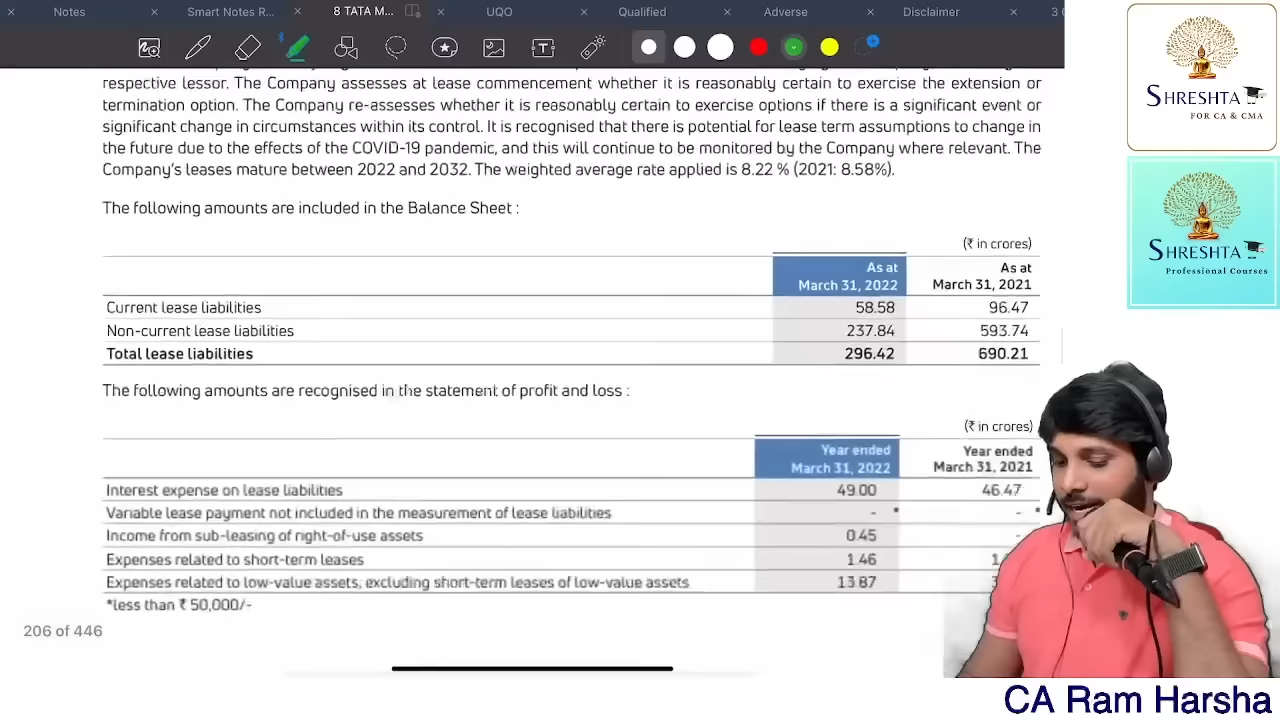 Notes
Smart Notes R...
8 TATA M...
UQO
Qualified
Adverse
Disclaimer
respective lessor. The Company assesses at lease commencement whether it is reasonably certain to exercise the extension or
termination option. The Company re-assesses whether it is reasonably certain to exercise options if there is a significant event or
significant change in circumstances within its control. It is recognised that there is potential for lease term assumptions to change in
the future due to the effects of the COVID-19 pandemic, and this will continue to be monitored by the Company where relevant. The
Company's leases mature between 2022 and 2032. The weighted average rate applied is 8.22 % (2021: 8.58%).
The following amounts are included in the Balance Sheet :
(₹ in crores)
As at March 31, 2022 As at March 31, 2021
Current lease liabilities 58.58 96.47
Non-current lease liabilities 237.84 593.74
Total lease liabilities 296.42 690.21
The following amounts are recognised in the statement of profit and loss :
(₹ in crores)
Year ended March 31, 2022 Year ended March 31, 2021
Interest expense on lease liabilities 49.00 46.47
Variable lease payment not included in the measurement of lease liabilities - * - *
Income from sub-leasing of right-of-use assets 0.45 -
Expenses related to short-term leases 1.46
Expenses related to low-value assets, excluding short-term leases of low-value assets 13.87
*less than ₹ 50,000/-
206 of 446
SHRESHTA
FOR CA & CMA
SHRESHTA
Professional Courses
CA Ram Harsha